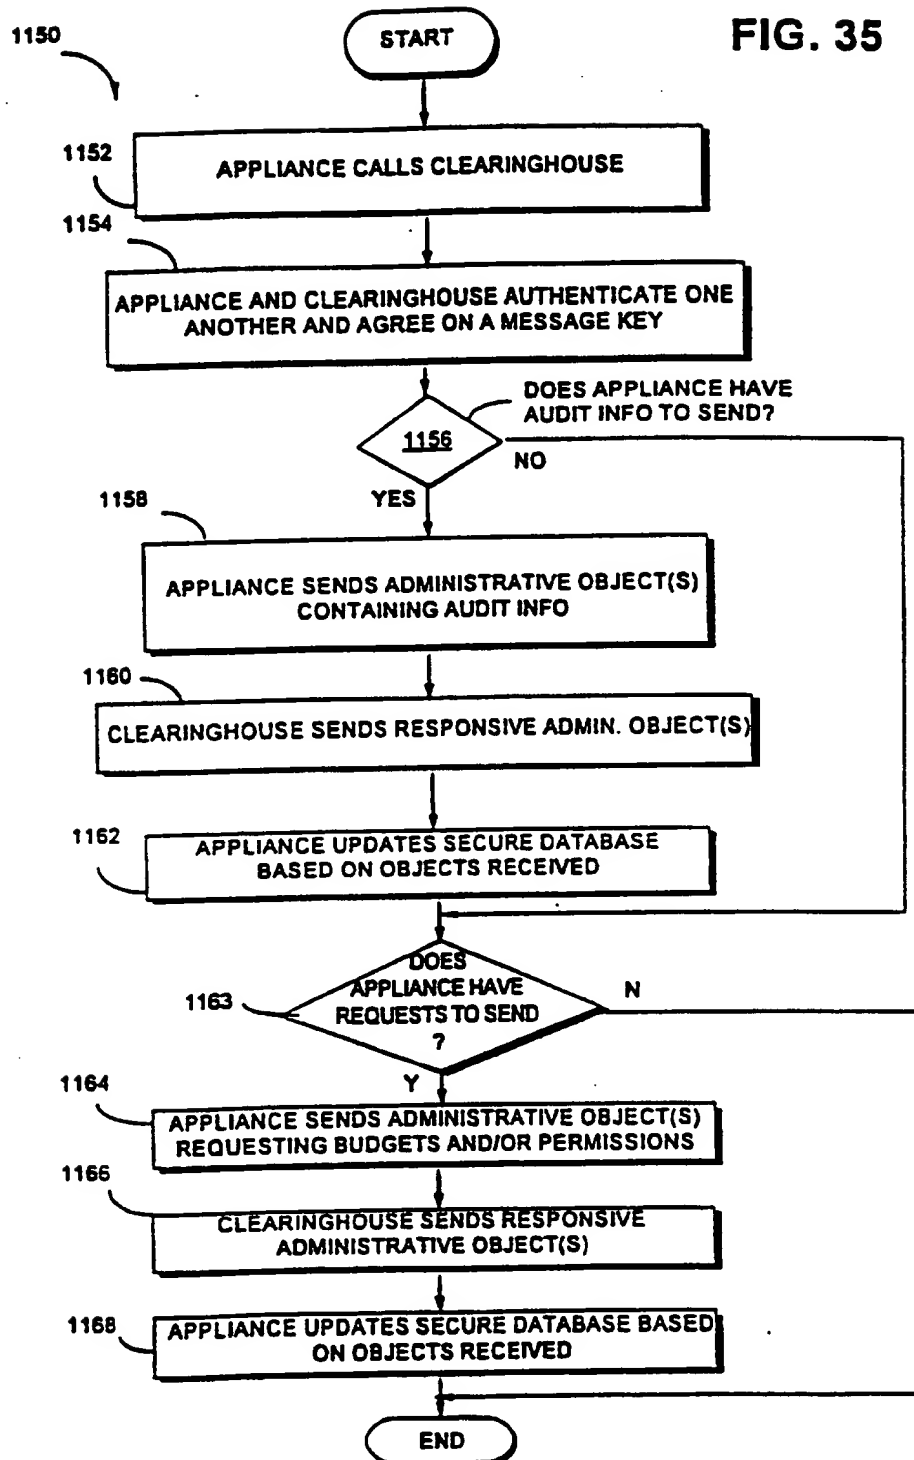 FIG. 35
1150
START
1152
APPLIANCE CALLS CLEARINGHOUSE
1154
APPLIANCE AND CLEARINGHOUSE AUTHENTICATE ONE
ANOTHER AND AGREE ON A MESSAGE KEY
DOES APPLIANCE HAVE
AUDIT INFO TO SEND?
1156
NO
YES
1158
APPLIANCE SENDS ADMINISTRATIVE OBJECT(S)
CONTAINING AUDIT INFO
1160
CLEARINGHOUSE SENDS RESPONSIVE ADMIN. OBJECT(S)
1162
APPLIANCE UPDATES SECURE DATABASE
BASED ON OBJECTS RECEIVED
1163
DOES
APPLIANCE HAVE
REQUESTS TO SEND
?
N
Y
1164
APPLIANCE SENDS ADMINISTRATIVE OBJECT(S)
REQUESTING BUDGETS AND/OR PERMISSIONS
1166
CLEARINGHOUSE SENDS RESPONSIVE
ADMINISTRATIVE OBJECT(S)
1168
APPLIANCE UPDATES SECURE DATABASE BASED
ON OBJECTS RECEIVED
END